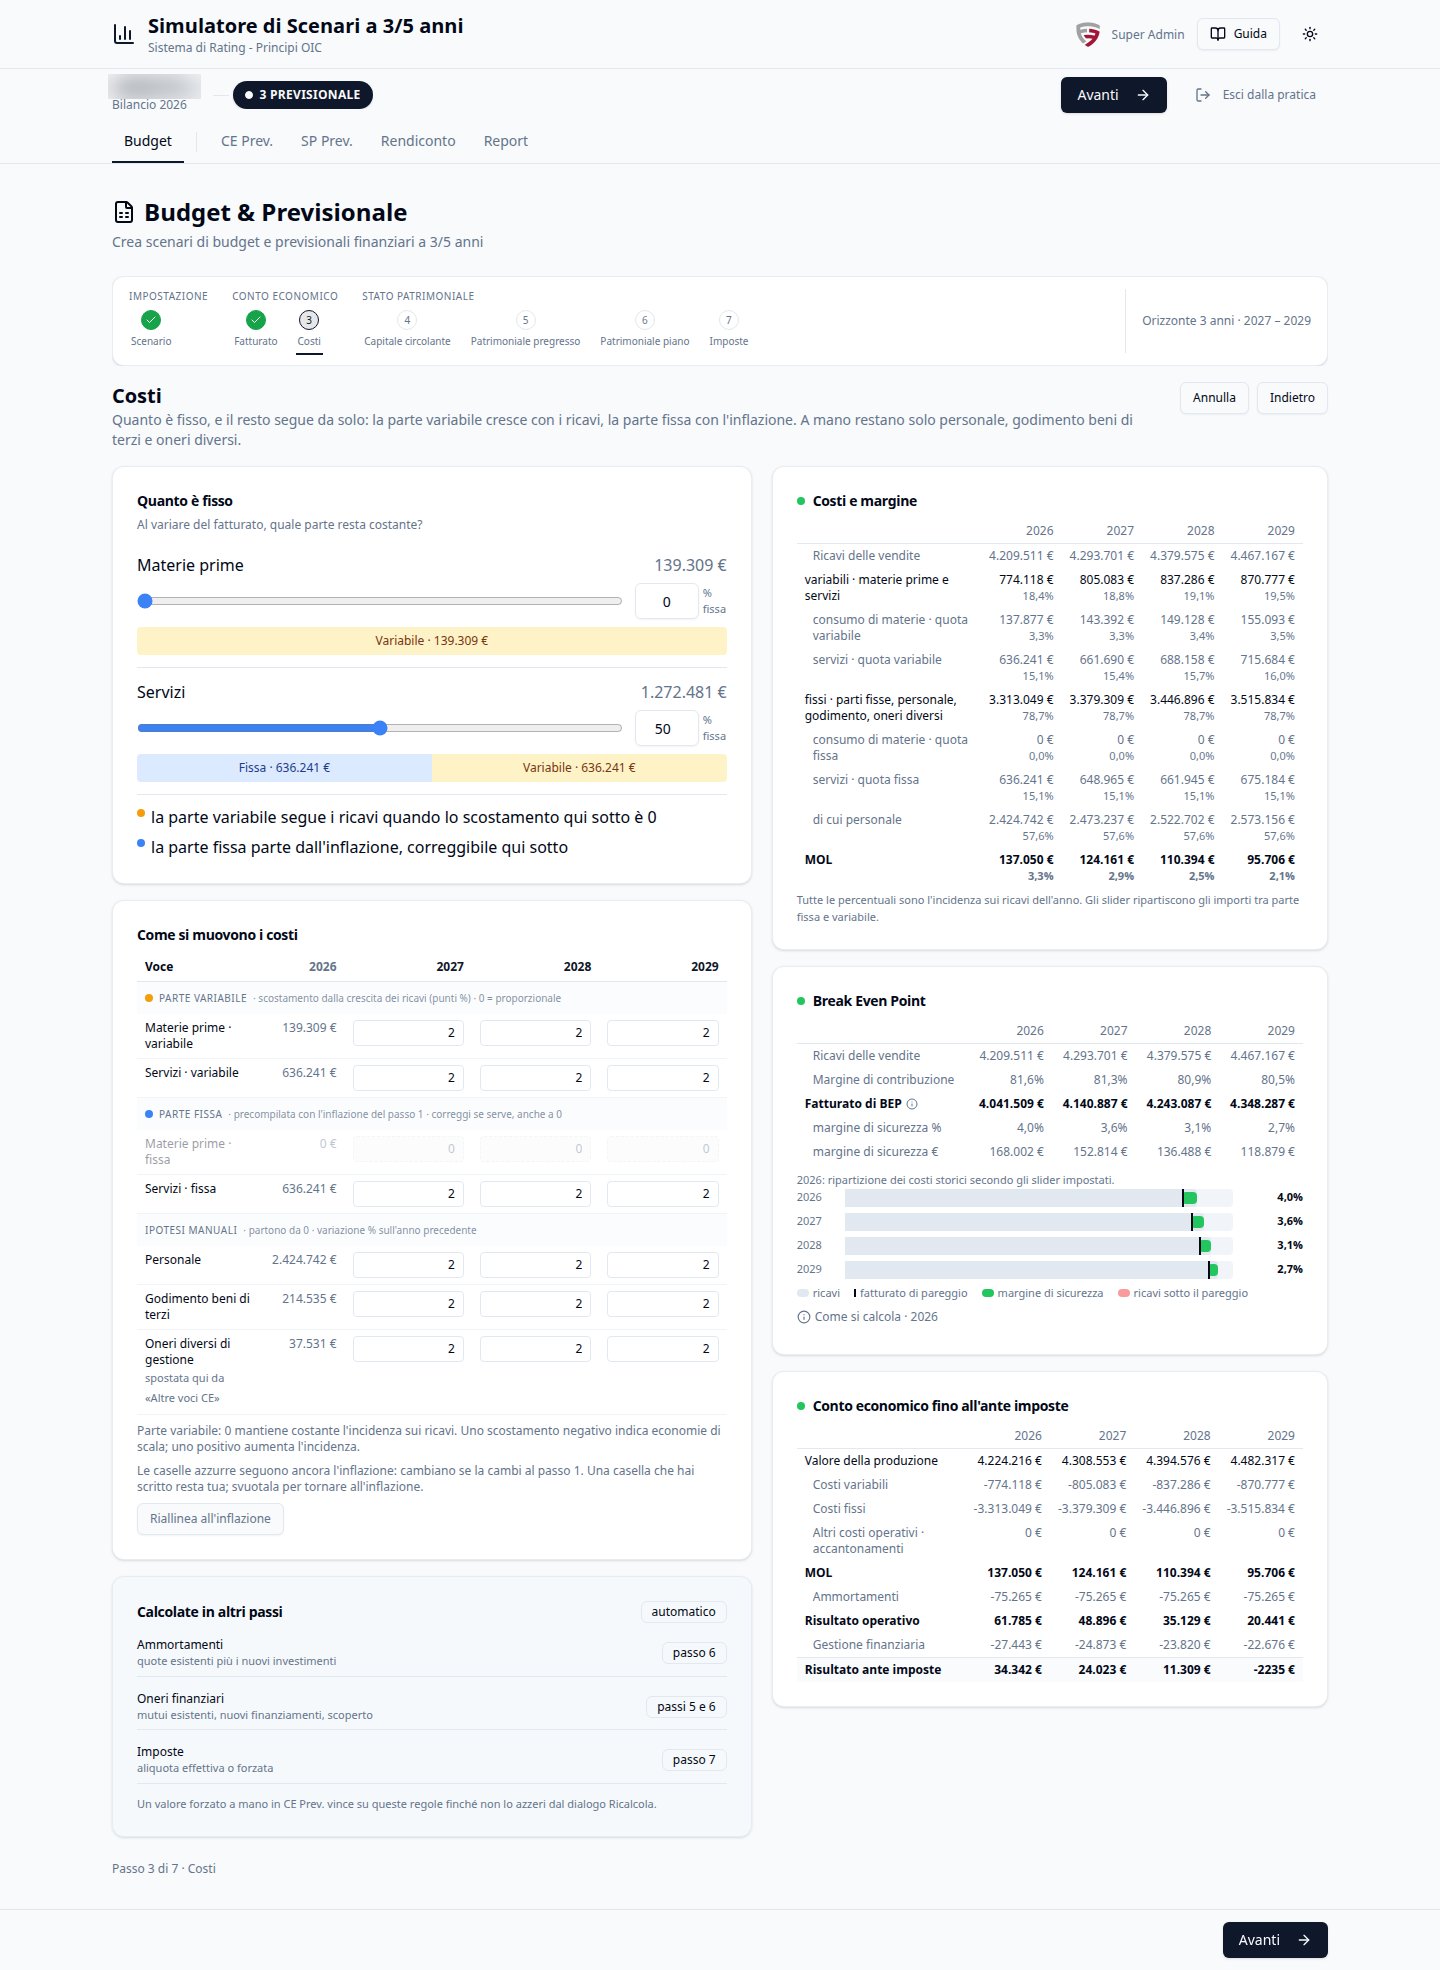 Simulatore di Scenari a 3/5 anni
Sistema di Rating - Principi OIC
Super Admin
Guida
Bilancio 2026
3 PREVISIONALE
Avanti
Esci dalla pratica
Budget
CE Prev.
SP Prev.
Rendiconto
Report
Budget & Previsionale
Crea scenari di budget e previsionali finanziari a 3/5 anni
IMPOSTAZIONE
CONTO ECONOMICO
STATO PATRIMONIALE
3
4
5
6
7
Scenario
Fatturato
Costi
Capitale circolante
Patrimoniale pregresso
Patrimoniale piano
Imposte
Orizzonte 3 anni · 2027 – 2029
Costi
Annulla
Indietro
Quanto è fisso, e il resto segue da solo: la parte variabile cresce con i ricavi, la parte fissa con l'inflazione. A mano restano solo personale, godimento beni di
terzi e oneri diversi.
Quanto è fisso
Al variare del fatturato, quale parte resta costante?
Materie prime 139.309 €
0 % fissa
Variabile · 139.309 €
Servizi 1.272.481 €
50 % fissa
Fissa · 636.241 € Variabile · 636.241 €
la parte variabile segue i ricavi quando lo scostamento qui sotto è 0
la parte fissa parte dall'inflazione, correggibile qui sotto
Come si muovono i costi
Voce 2026 2027 2028 2029
PARTE VARIABILE · scostamento dalla crescita dei ricavi (punti %) · 0 = proporzionale
Materie prime · 139.309 € 2 2 2
variabile
Servizi · variabile 636.241 € 2 2 2
PARTE FISSA · precompilata con l'inflazione del passo 1 · correggi se serve, anche a 0
Materie prime · 0 € 0 0 0
fissa
Servizi · fissa 636.241 € 2 2 2
IPOTESI MANUALI · partono da 0 · variazione % sull'anno precedente
Personale 2.424.742 € 2 2 2
Godimento beni di 214.535 € 2 2 2
terzi
Oneri diversi di 37.531 € 2 2 2
gestione
spostata qui da
«Altre voci CE»
Parte variabile: 0 mantiene costante l'incidenza sui ricavi. Uno scostamento negativo indica economie di
scala; uno positivo aumenta l'incidenza.
Le caselle azzurre seguono ancora l'inflazione: cambiano se la cambi al passo 1. Una casella che hai
scritto resta tua; svuotala per tornare all'inflazione.
Riallinea all'inflazione
Calcolate in altri passi automatico
Ammortamenti
quote esistenti più i nuovi investimenti
passo 6
Oneri finanziari
mutui esistenti, nuovi finanziamenti, scoperto
passi 5 e 6
Imposte
aliquota effettiva o forzata
passo 7
Un valore forzato a mano in CE Prev. vince su queste regole finché non lo azzeri dal dialogo Ricalcola.
Costi e margine
2026 2027 2028 2029
Ricavi delle vendite 4.209.511 € 4.293.701 € 4.379.575 € 4.467.167 €
variabili · materie prime e 774.118 € 805.083 € 837.286 € 870.777 €
servizi 18,4% 18,8% 19,1% 19,5%
consumo di materie · quota 137.877 € 143.392 € 149.128 € 155.093 €
variabile 3,3% 3,3% 3,4% 3,5%
servizi · quota variabile 636.241 € 661.690 € 688.158 € 715.684 €
15,1% 15,4% 15,7% 16,0%
fissi · parti fisse, personale, 3.313.049 € 3.379.309 € 3.446.896 € 3.515.834 €
godimento, oneri diversi 78,7% 78,7% 78,7% 78,7%
consumo di materie · quota 0 € 0 € 0 € 0 €
fissa 0,0% 0,0% 0,0% 0,0%
servizi · quota fissa 636.241 € 648.965 € 661.945 € 675.184 €
15,1% 15,1% 15,1% 15,1%
di cui personale 2.424.742 € 2.473.237 € 2.522.702 € 2.573.156 €
57,6% 57,6% 57,6% 57,6%
MOL 137.050 € 124.161 € 110.394 € 95.706 €
3,3% 2,9% 2,5% 2,1%
Tutte le percentuali sono l'incidenza sui ricavi dell'anno. Gli slider ripartiscono gli importi tra parte
fissa e variabile.
Break Even Point
2026 2027 2028 2029
Ricavi delle vendite 4.209.511 € 4.293.701 € 4.379.575 € 4.467.167 €
Margine di contribuzione 81,6% 81,3% 80,9% 80,5%
Fatturato di BEP 4.041.509 € 4.140.887 € 4.243.087 € 4.348.287 €
margine di sicurezza % 4,0% 3,6% 3,1% 2,7%
margine di sicurezza € 168.002 € 152.814 € 136.488 € 118.879 €
2026: ripartizione dei costi storici secondo gli slider impostati.
2026 4,0%
2027 3,6%
2028 3,1%
2029 2,7%
ricavi fatturato di pareggio margine di sicurezza ricavi sotto il pareggio
Come si calcola · 2026
Conto economico fino all'ante imposte
2026 2027 2028 2029
Valore della produzione 4.224.216 € 4.308.553 € 4.394.576 € 4.482.317 €
Costi variabili -774.118 € -805.083 € -837.286 € -870.777 €
Costi fissi -3.313.049 € -3.379.309 € -3.446.896 € -3.515.834 €
Altri costi operativi · 0 € 0 € 0 € 0 €
accantonamenti
MOL 137.050 € 124.161 € 110.394 € 95.706 €
Ammortamenti -75.265 € -75.265 € -75.265 € -75.265 €
Risultato operativo 61.785 € 48.896 € 35.129 € 20.441 €
Gestione finanziaria -27.443 € -24.873 € -23.820 € -22.676 €
Risultato ante imposte 34.342 € 24.023 € 11.309 € -2235 €
Passo 3 di 7 · Costi
Avanti